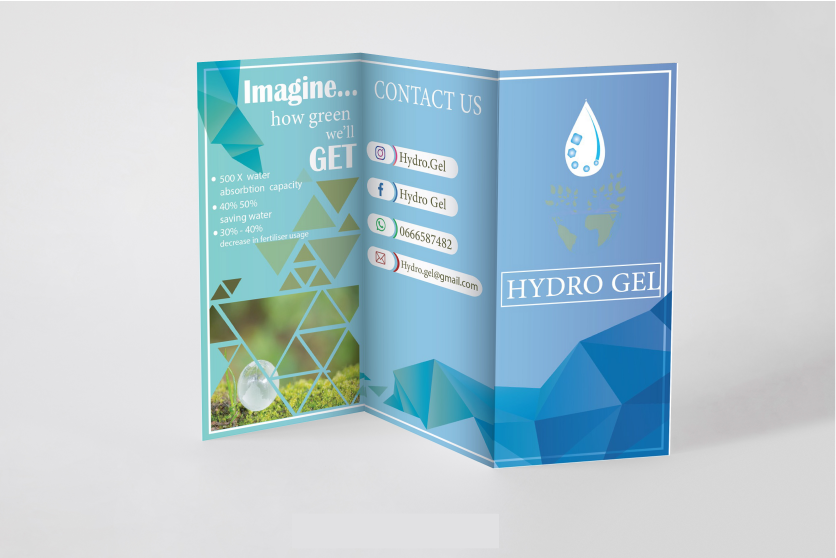 Imagine...
how green
we'll
GET
500 X water
absorbtion capacity
40% 50%
saving water
30% - 40%
decrease in fertiliser usage
CONTACT US
Hydro.Gel
Hydro Gel
0666587482
Hydro.gel@gmail.com
HYDRO GEL